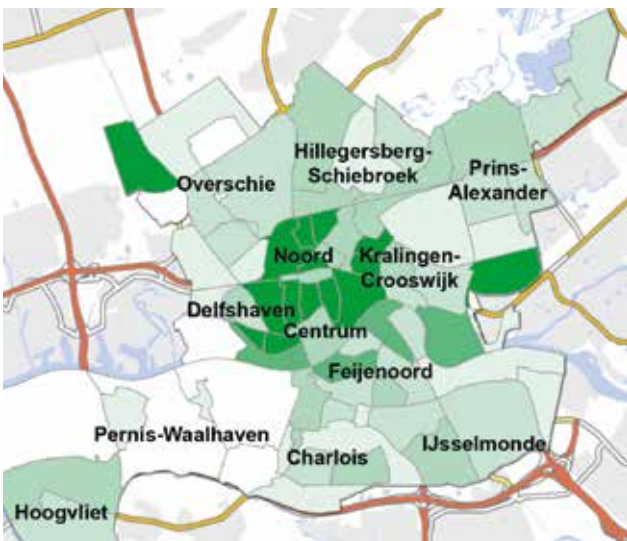 Hillegersberg-
Schiebroek
Prins-
Alexander
Overschie
Noord
Kralingen-
Crooswijk
Delfshaven
Centrum
Feijenoord
Pernis-Waalhaven
Charlois
IJsselmonde
Hoogvliet